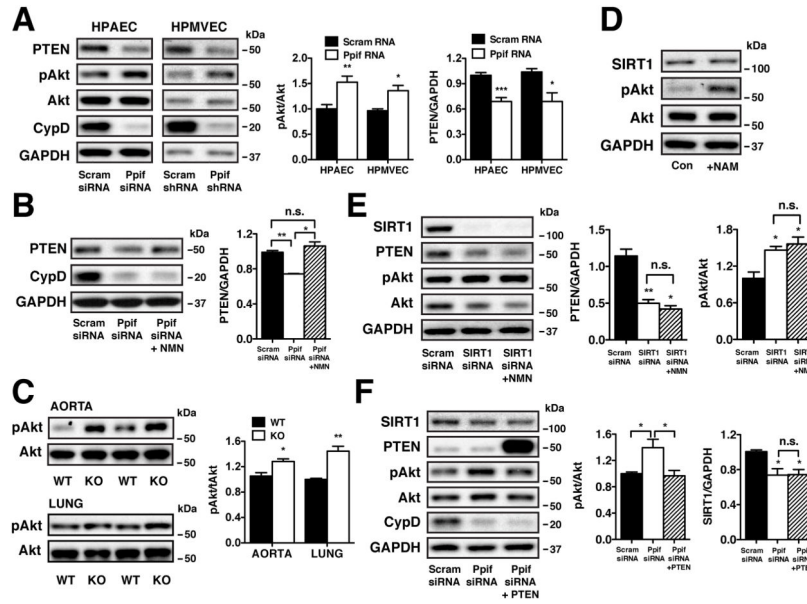 A
HPAEC HPMVEC
kDa
PTEN
pAkt
Akt
CypD
GAPDH
- 50
- 50
- 50
- 20
- 37
Scram siRNA
Ppif siRNA
Scram shRNA
Ppif shRNA
Scram RNA
Ppif RNA
pAkt/Akt
2.0
1.5
1.0
0.5
0.0
** *
HPAEC HPMVEC
Scram RNA
Ppif RNA
PTEN/GAPDH
1.2
0.9
0.6
0.3
0.0
*** *
HPAEC HPMVEC
D
kDa
SIRT1
pAkt
Akt
GAPDH
- 100
- 50
- 50
- 37
Con +NAM
B
kDa
PTEN
CypD
GAPDH
- 50
- 20
- 37
Scram siRNA
Ppif siRNA
Ppif siRNA + NMN
PTEN/GAPDH
n.s.
** *
Scram siRNA
Ppif siRNA
Ppif siRNA +NMN
E
kDa
SIRT1
PTEN
pAkt
Akt
GAPDH
- 100
- 50
- 50
- 50
- 37
Scram siRNA
SIRT1 siRNA
SIRT1 siRNA +NMN
PTEN/GAPDH
1.5
1.0
0.5
0.0
n.s.
** *
Scram siRNA
SIRT1 siRNA
SIRT1 siRNA +NMN
pAkt/Akt
2.0
1.5
1.0
0.5
0.0
n.s.
* *
Scram siRNA
SIRT1 siRNA
C
AORTA
kDa
pAkt
Akt
- 50
- 50
WT KO WT KO
LUNG
pAkt
Akt
- 50
- 50
WT KO WT KO
WT
KO
pAkt/tAkt
1.6
1.2
0.8
0.4
0.0
* **
AORTA LUNG
F
kDa
SIRT1
PTEN
pAkt
Akt
CypD
GAPDH
- 100
- 50
- 50
- 50
- 20
- 37
Scram siRNA
Ppif siRNA
Ppif siRNA + PTEN
pAkt/Akt
1.6
1.2
0.8
0.4
0.0
* *
Scram siRNA
Ppif siRNA
Ppif siRNA +PTEN
SIRT1/GAPDH
1.2
0.9
0.6
0.3
0.0
n.s.
* *
Scram siRNA
Ppif siRNA